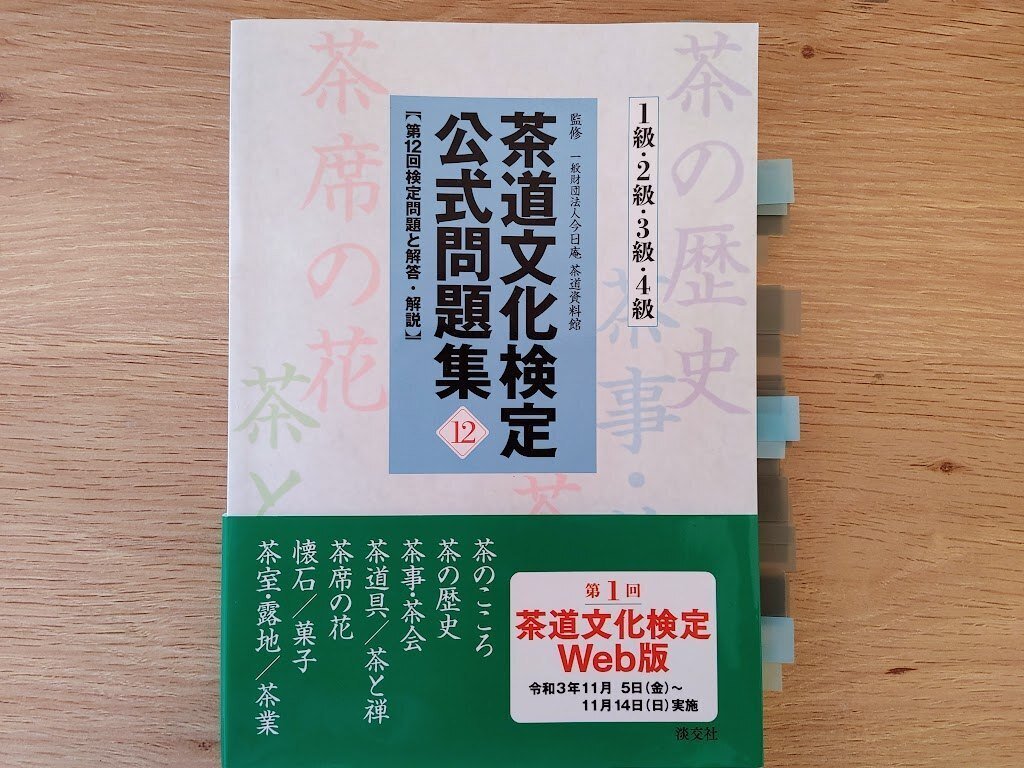 茶の歴史
1級・2級・3級・4級
茶事・
茶席の花
茶と
茶
監修 一般財団法人今日庵 茶道資料館
茶道文化検定
公式問題集
12
【第12回検定問題と解答・解説】
茶のこころ
茶の歴史
茶事・茶会
茶道具／茶と禅
茶席の花
懐石／菓子
茶室・露地／茶業
第1回
茶道文化検定
Web版
令和3年11月 5日(金)～
11月14日(日)実施
淡交社